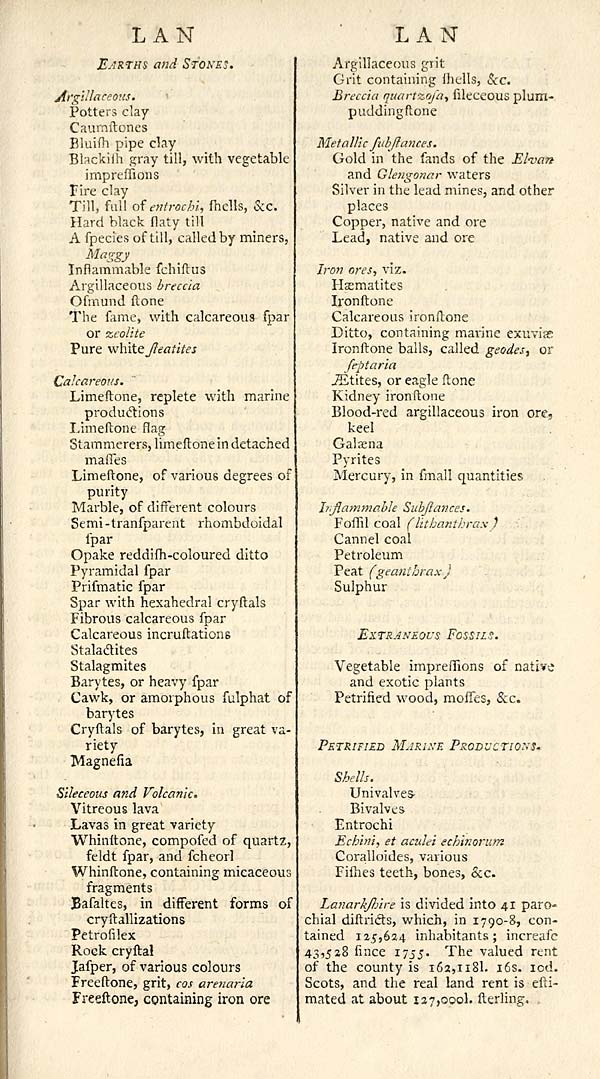 LAN
EARTHS and STONES.
Argillaceous.
Potters clay
Caumſtones
Bluiſh pipe clay
Blackiſh gray till, with vegetable
impreſſions
Fire clay
Till, full of entrochi, ſhells, &c.
Hard black ſlaty till
A ſpecies of till, called by miners,
Maggy
Inflammable ſchiſtus
Argillaceous breccia
Oſmund ſtone
The ſame, with calcareous ſpar
or zeolite
Pure white ſteatites
Calcareous.
Limeſtone, replete with marine
productions
Limeſtone flag
Stammerers, limeſtone in detached
maſſes
Limeſtone, of various degrees of
purity
Marble, of different colours
Semi-tranſparent rhombdoidal
ſpar
Opake reddiſh-coloured ditto
Pyramidal ſpar
Priſmatic ſpar
Spar with hexahedral cryſtals
Fibrous calcareous ſpar
Calcareous incruſtations
Stalactites
Stalagmites
Barytes, or heavy ſpar
Cawk, or amorphous ſulphat of
barytes
Cryſtals of barytes, in great va-
riety
Magneſia
Sileceous and Volcanic.
Vitreous lava
Lavas in great variety
Whinſtone, compoſed of quartz,
feldt ſpar, and ſcheorl
Whinſtone, containing micaceous
fragments
Baſaltes, in different forms of
cryſtallizations
Petroſilex
Rock cryſtal
Jaſper, of various colours
Freeſtone, grit, cos arenaria
Freeſtone, containing iron ore
LAN
Argillaceous grit
Grit containing ſhells, &c.
Breccia quartzoſa, ſileceous plum-
puddingſtone
Metallic ſubſtances.
Gold in the ſands of the Elvan
and Glengonar waters
Silver in the lead mines, and other
places
Copper, native and ore
Lead, native and ore
Iron ores, viz.
Hæmatites
Ironſtone
Calcareous ironſtone
Ditto, containing marine exuviæ
Ironſtone balls, called geodes, or
ſeptaria
Ætites, or eagle ſtone
Kidney ironſtone
Blood-red argillaceous iron ore,
keel
Galæna
Pyrites
Mercury, in ſmall quantities
Inflammable Subſtances.
Foſſil coal (lithanthrax)
Cannel coal
Petroleum
Peat (geanthrax)
Sulphur
EXTRANEOUS FOSSILS.
Vegetable impreſſions of native
and exotic plants
Petrified wood, moſſes, &c.
PETRIFIED MARINE PRODUCTIONS.
Shells.
Univalves
Bivalves
Entrochi
Echini, et aculei echinorum
Coralloides, various
Fiſhes teeth, bones, &c.
Lanarkſhire is divided into 41 paro-
chial diſtricts, which, in 1790-8, con-
tained 125,624 inhabitants; increaſe
43,528 ſince 1755. The valued rent
of the county is 162,118l. 16s. 10d.
Scots, and the real land rent is eſti-
mated at about 127,000l. ſterling.